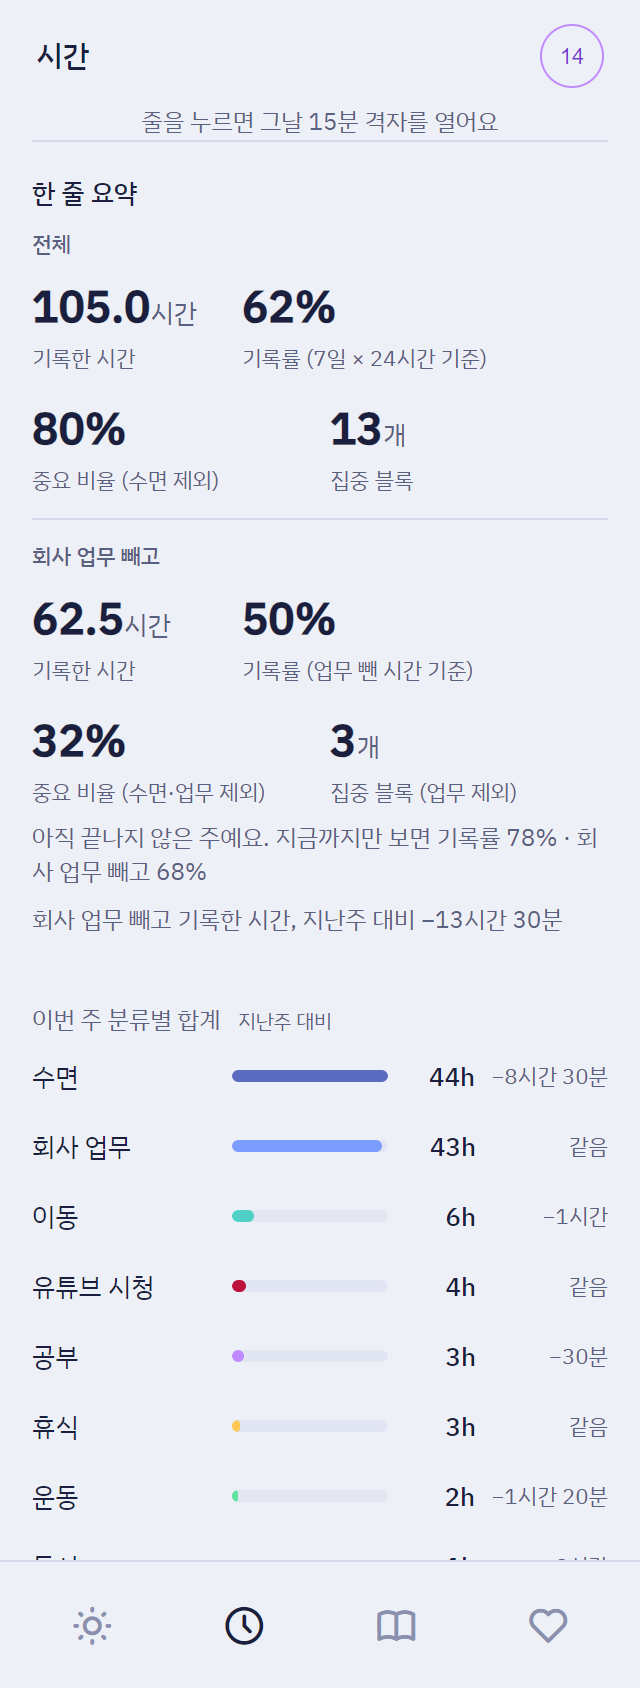 시간
14
줄을 누르면 그날 15분 격자를 열어요
한 줄 요약
전체
105.0시간 62%
기록한 시간 기록률 (7일 × 24시간 기준)
80% 13개
중요 비율 (수면 제외) 집중 블록
회사 업무 빼고
62.5시간 50%
기록한 시간 기록률 (업무 뺀 시간 기준)
32% 3개
중요 비율 (수면·업무 제외) 집중 블록 (업무 제외)
아직 끝나지 않은 주예요. 지금까지만 보면 기록률 78% · 회
사 업무 빼고 68%
회사 업무 빼고 기록한 시간, 지난주 대비 −13시간 30분
이번 주 분류별 합계 지난주 대비
수면 44h −8시간 30분
회사 업무 43h 같음
이동 6h −1시간
유튜브 시청 4h 같음
공부 3h −30분
휴식 3h 같음
운동 2h −1시간 20분